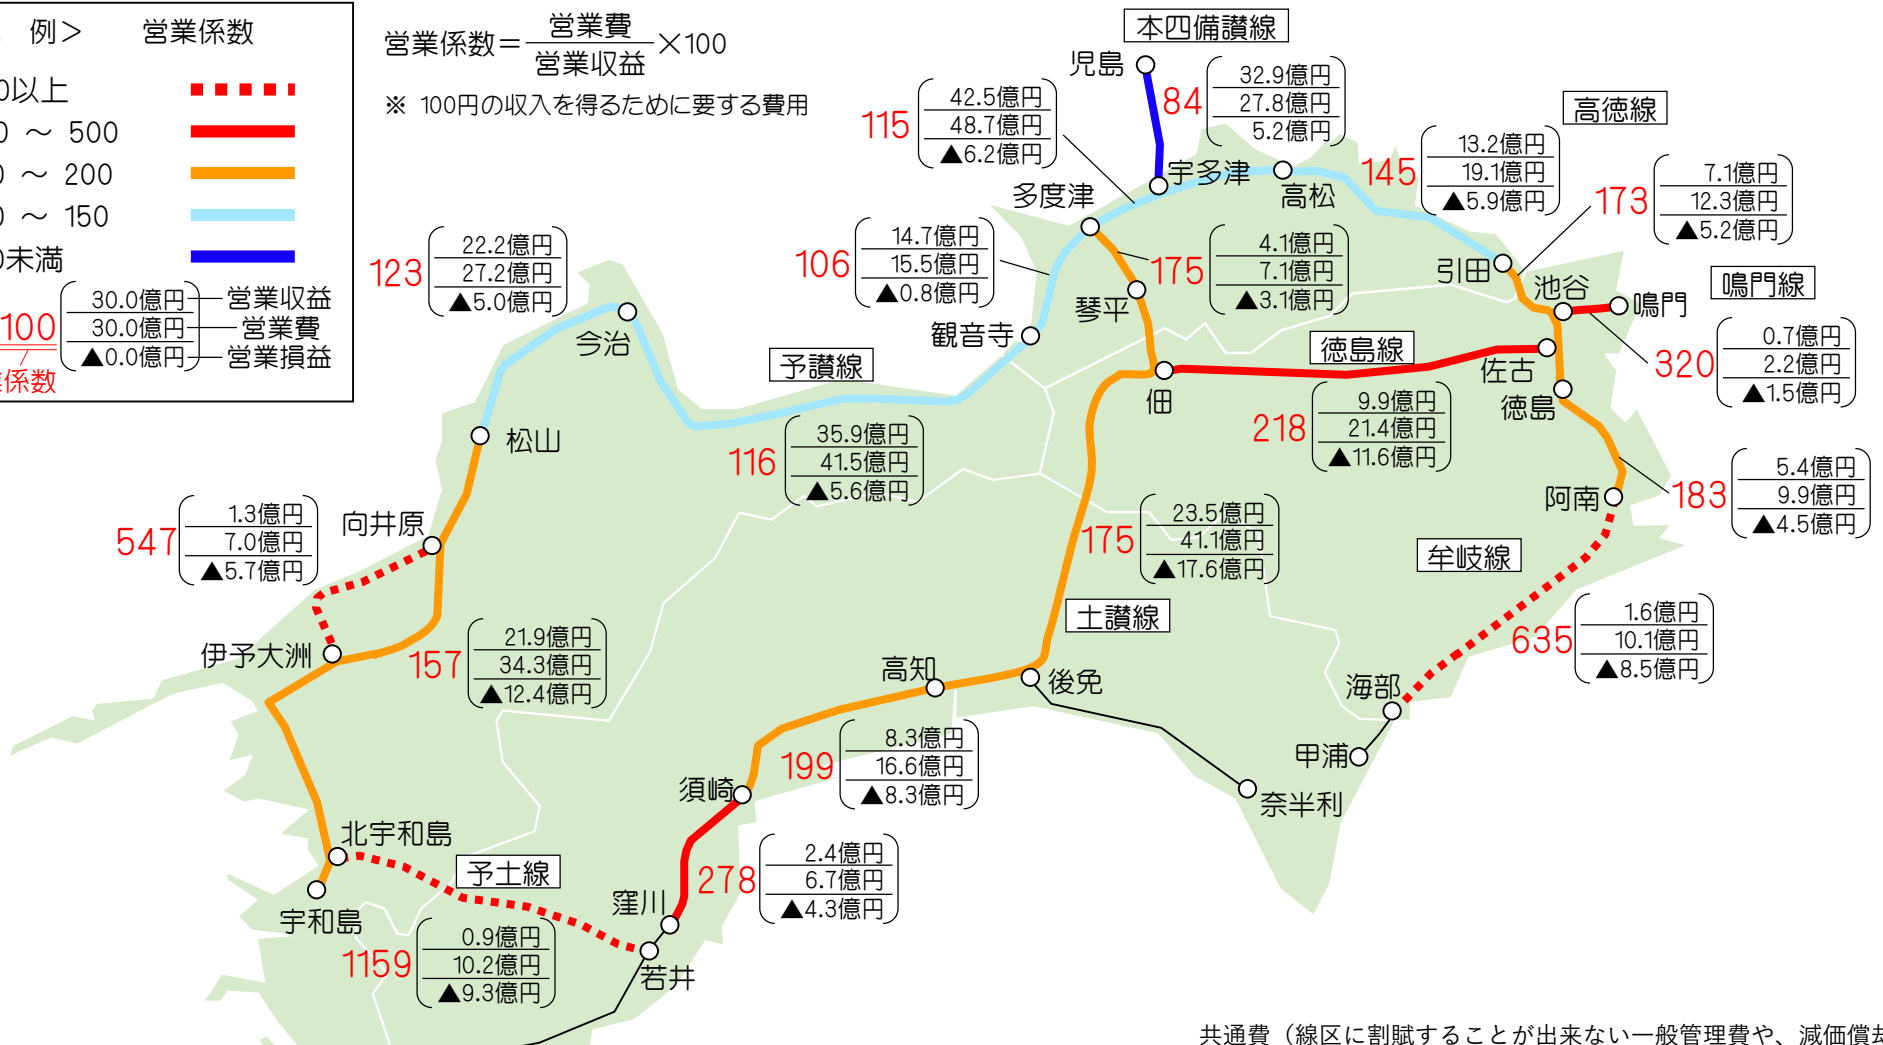 例＞ 営業係数
0以上
0 ～ 500
0 ～ 200
0 ～ 150
0未満
100
30.0億円 営業収益
30.0億円 営業費
▲0.0億円 営業損益
係数
営業係数＝営業費／営業収益×100
※ 100円の収入を得るために要する費用
本四備讃線
児島
84
32.9億円
27.8億円
5.2億円
115
42.5億円
48.7億円
▲6.2億円
高徳線
145
13.2億円
19.1億円
▲5.9億円
173
7.1億円
12.3億円
▲5.2億円
宇多津
高松
多度津
106
14.7億円
15.5億円
▲0.8億円
175
4.1億円
7.1億円
▲3.1億円
123
22.2億円
27.2億円
▲5.0億円
引田
池谷
鳴門
鳴門線
320
0.7億円
2.2億円
▲1.5億円
琴平
観音寺
今治
予讃線
徳島線
佐古
徳島
佃
218
9.9億円
21.4億円
▲11.6億円
116
35.9億円
41.5億円
▲5.6億円
松山
183
5.4億円
9.9億円
▲4.5億円
阿南
向井原
547
1.3億円
7.0億円
▲5.7億円
175
23.5億円
41.1億円
▲17.6億円
牟岐線
土讃線
635
1.6億円
10.1億円
▲8.5億円
伊予大洲
157
21.9億円
34.3億円
▲12.4億円
高知
後免
海部
甲浦
奈半利
199
8.3億円
16.6億円
▲8.3億円
須崎
北宇和島
予土線
宇和島
278
2.4億円
6.7億円
▲4.3億円
窪川
若井
1159
0.9億円
10.2億円
▲9.3億円
共通費（線区に割賦することが出来ない一般管理費や、減価償却